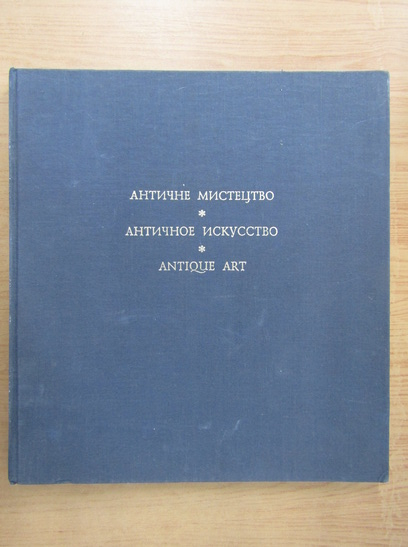 АНТИЧНЕ МИСТЕЦТВО
*
АНТИЧНОЕ ИСКУССТВО
*
ANTIQUE ART